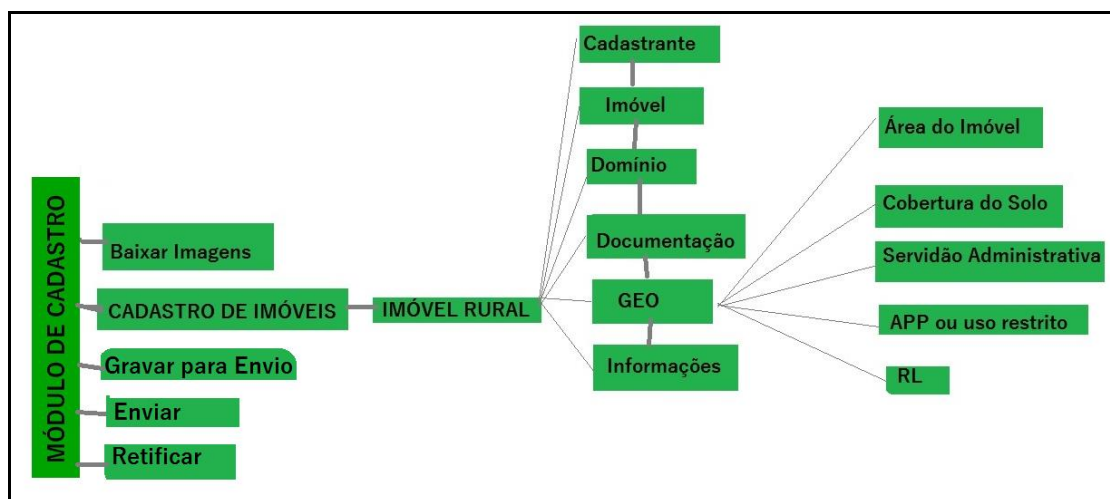 MÓDULO DE CADASTRO
Baixar Imagens
CADASTRO DE IMÓVEIS
Gravar para Envio
Enviar
Retificar
IMÓVEL RURAL
Cadastrante
Imóvel
Domínio
Documentação
GEO
Informações
Área do Imóvel
Cobertura do Solo
Servidão Administrativa
APP ou uso restrito
RL